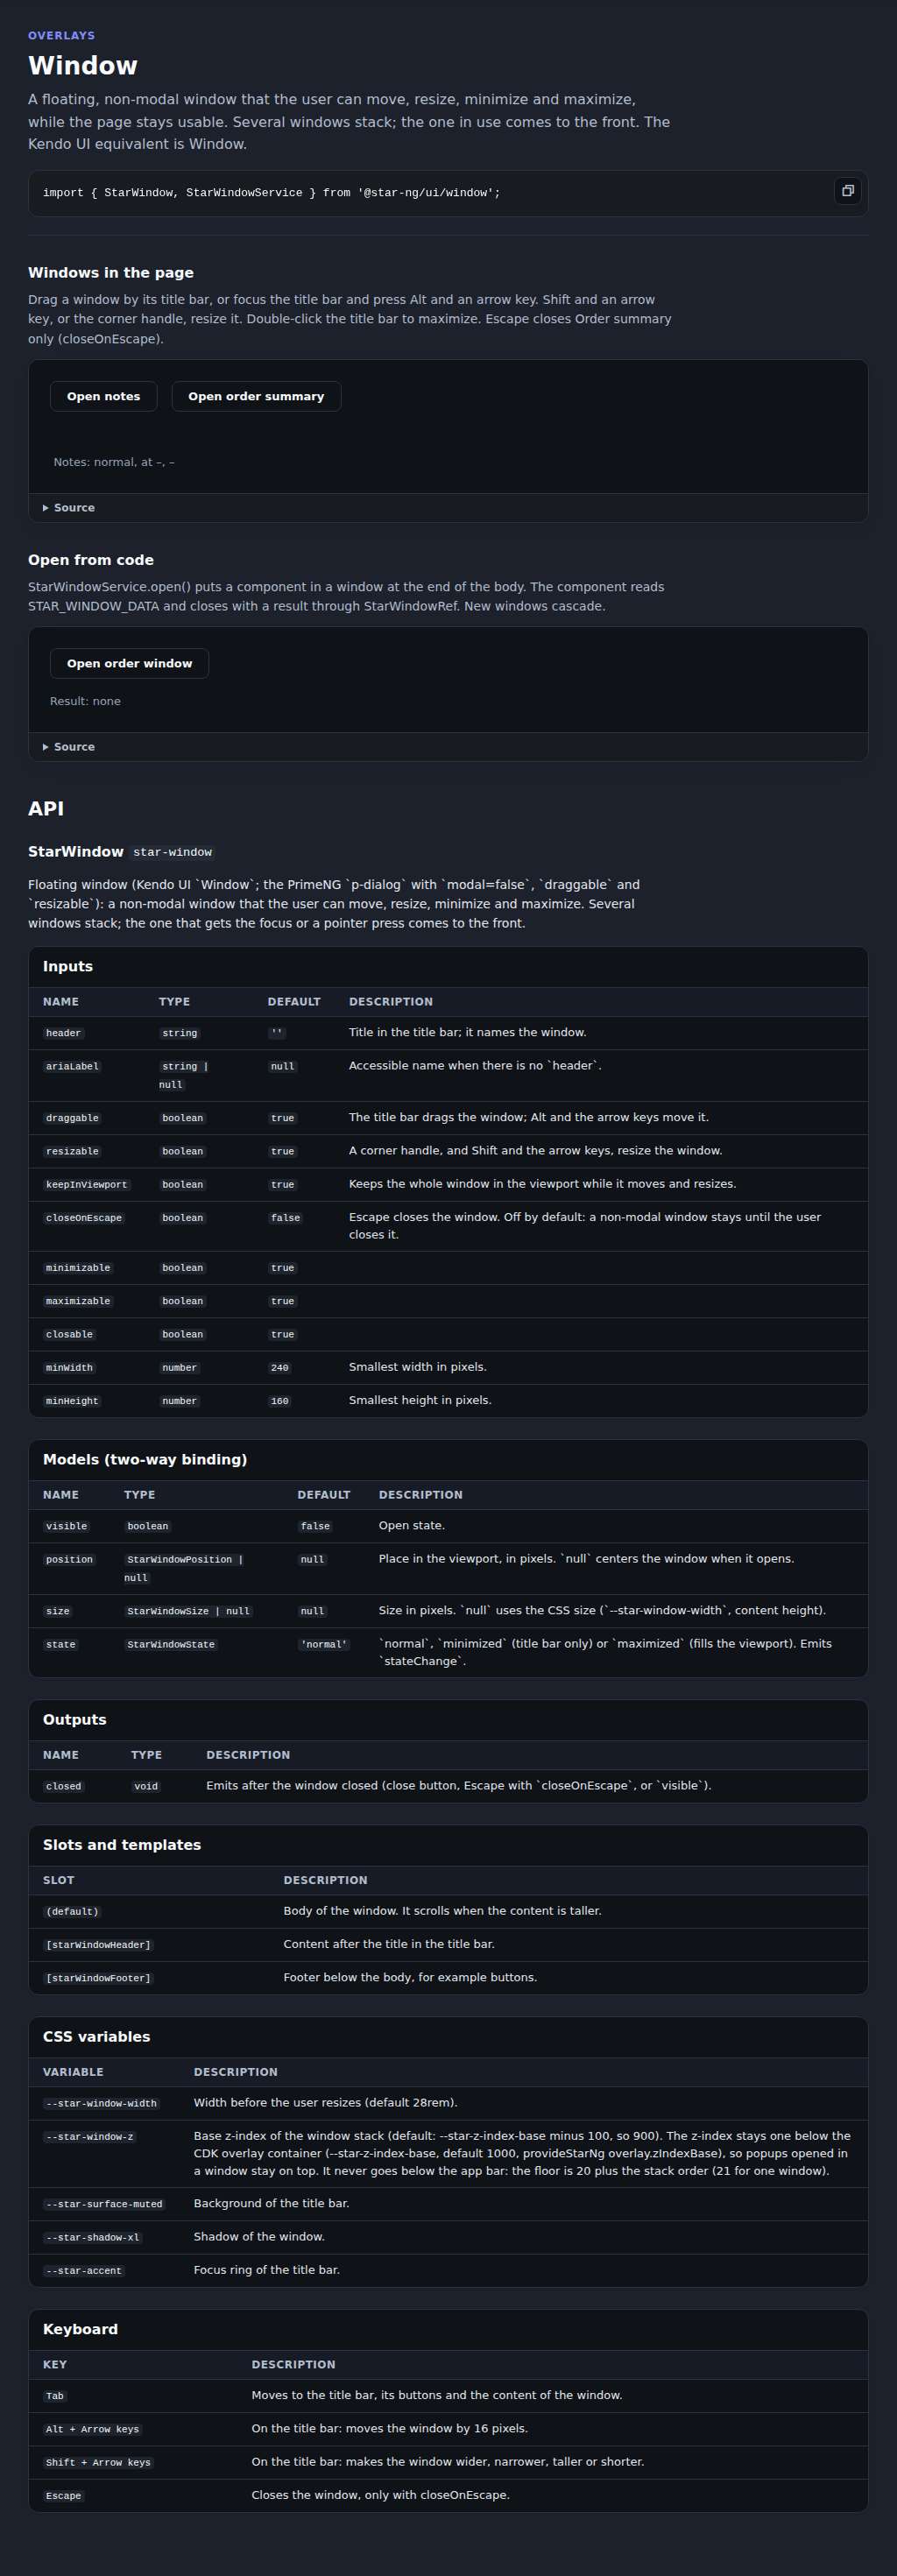 OVERLAYS
Window
A floating, non-modal window that the user can move, resize, minimize and maximize,
while the page stays usable. Several windows stack; the one in use comes to the front. The
Kendo UI equivalent is Window.
import { StarWindow, StarWindowService } from '@star-ng/ui/window';
Windows in the page
Drag a window by its title bar, or focus the title bar and press Alt and an arrow key. Shift and an arrow
key, or the corner handle, resize it. Double-click the title bar to maximize. Escape closes Order summary
only (closeOnEscape).
Open notes Open order summary
Notes: normal, at –, –
Source
Open from code
StarWindowService.open() puts a component in a window at the end of the body. The component reads
STAR_WINDOW_DATA and closes with a result through StarWindowRef. New windows cascade.
Open order window
Result: none
Source
API
StarWindow star-window
Floating window (Kendo UI `Window`; the PrimeNG `p-dialog` with `modal=false`, `draggable` and
`resizable`): a non-modal window that the user can move, resize, minimize and maximize. Several
windows stack; the one that gets the focus or a pointer press comes to the front.
Inputs
NAME TYPE DEFAULT DESCRIPTION
header string '' Title in the title bar; it names the window.
ariaLabel string | null Accessible name when there is no `header`.
null
draggable boolean true The title bar drags the window; Alt and the arrow keys move it.
resizable boolean true A corner handle, and Shift and the arrow keys, resize the window.
keepInViewport boolean true Keeps the whole window in the viewport while it moves and resizes.
closeOnEscape boolean false Escape closes the window. Off by default: a non-modal window stays until the user
closes it.
minimizable boolean true
maximizable boolean true
closable boolean true
minWidth number 240 Smallest width in pixels.
minHeight number 160 Smallest height in pixels.
Models (two-way binding)
NAME TYPE DEFAULT DESCRIPTION
visible boolean false Open state.
position StarWindowPosition | null Place in the viewport, in pixels. `null` centers the window when it opens.
null
size StarWindowSize | null null Size in pixels. `null` uses the CSS size (`--star-window-width`, content height).
state StarWindowState 'normal' `normal`, `minimized` (title bar only) or `maximized` (fills the viewport). Emits
`stateChange`.
Outputs
NAME TYPE DESCRIPTION
closed void Emits after the window closed (close button, Escape with `closeOnEscape`, or `visible`).
Slots and templates
SLOT DESCRIPTION
(default) Body of the window. It scrolls when the content is taller.
[starWindowHeader] Content after the title in the title bar.
[starWindowFooter] Footer below the body, for example buttons.
CSS variables
VARIABLE DESCRIPTION
--star-window-width Width before the user resizes (default 28rem).
--star-window-z Base z-index of the window stack (default: --star-z-index-base minus 100, so 900). The z-index stays one below the
CDK overlay container (--star-z-index-base, default 1000, provideStarNg overlay.zIndexBase), so popups opened in
a window stay on top. It never goes below the app bar: the floor is 20 plus the stack order (21 for one window).
--star-surface-muted Background of the title bar.
--star-shadow-xl Shadow of the window.
--star-accent Focus ring of the title bar.
Keyboard
KEY DESCRIPTION
Tab Moves to the title bar, its buttons and the content of the window.
Alt + Arrow keys On the title bar: moves the window by 16 pixels.
Shift + Arrow keys On the title bar: makes the window wider, narrower, taller or shorter.
Escape Closes the window, only with closeOnEscape.